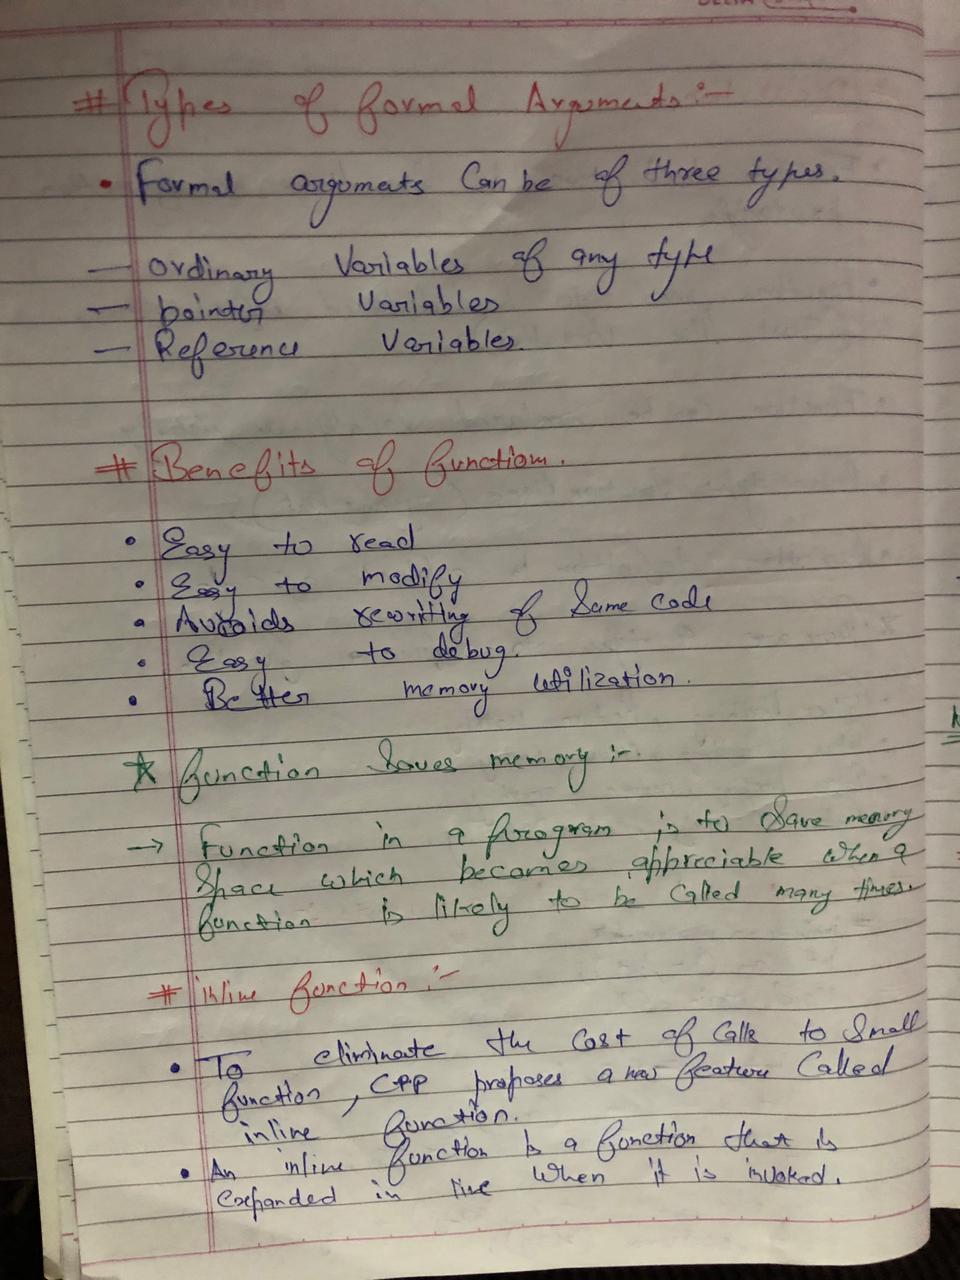 # Types of formal Arguments :-
• Formal arguments Can be of three types.
— ordinary Variables of any type
— pointer Variables
— Reference Variables.
# Benefits of function.
• Easy to read
• Easy to modify
• Avoids rewriting of Same code
• Easy to debug.
• Better memory utilization.
☆ function Saves memory :-
→ Function in a program is to Save memory
Space which becomes appreciable when a
function is likely to be Called many times.
# inline function :-
• To eliminate the Cost of Calls to Small
function, CPP proposes a new feature Called
inline function.
• An inline function is a function that is
expanded in line when it is invoked.